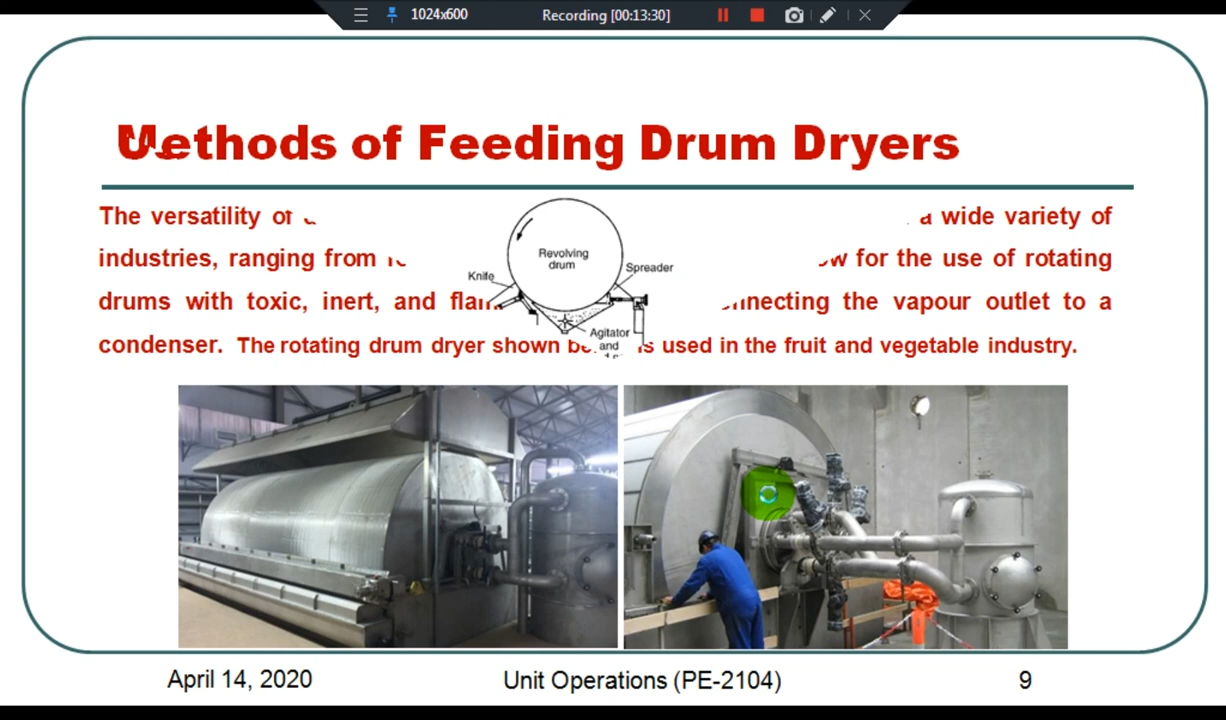 1024x600
Recording [00:13:30]
Methods of Feeding Drum Dryers
The versatility of a wide variety of
industries, ranging from for the use of rotating
drums with toxic, inert, and the vapour outlet to a
condenser. The rotating drum dryer shown is used in the fruit and vegetable industry.
Revolving
drum
Knife
Spreader
Agitator
and
April 14, 2020
Unit Operations (PE-2104)
9